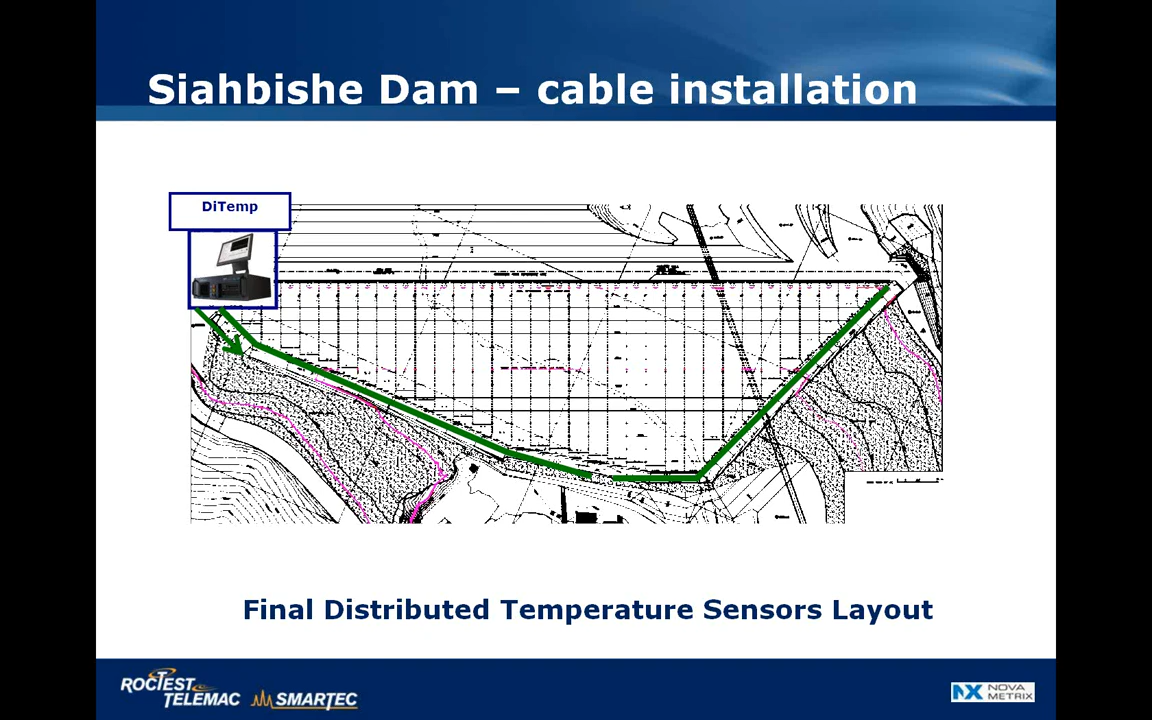 Siahbishe Dam – cable installation
DiTemp
Final Distributed Temperature Sensors Layout
ROCTEST
TELEMAC
SMARTEC
NX NOVA
METRIX